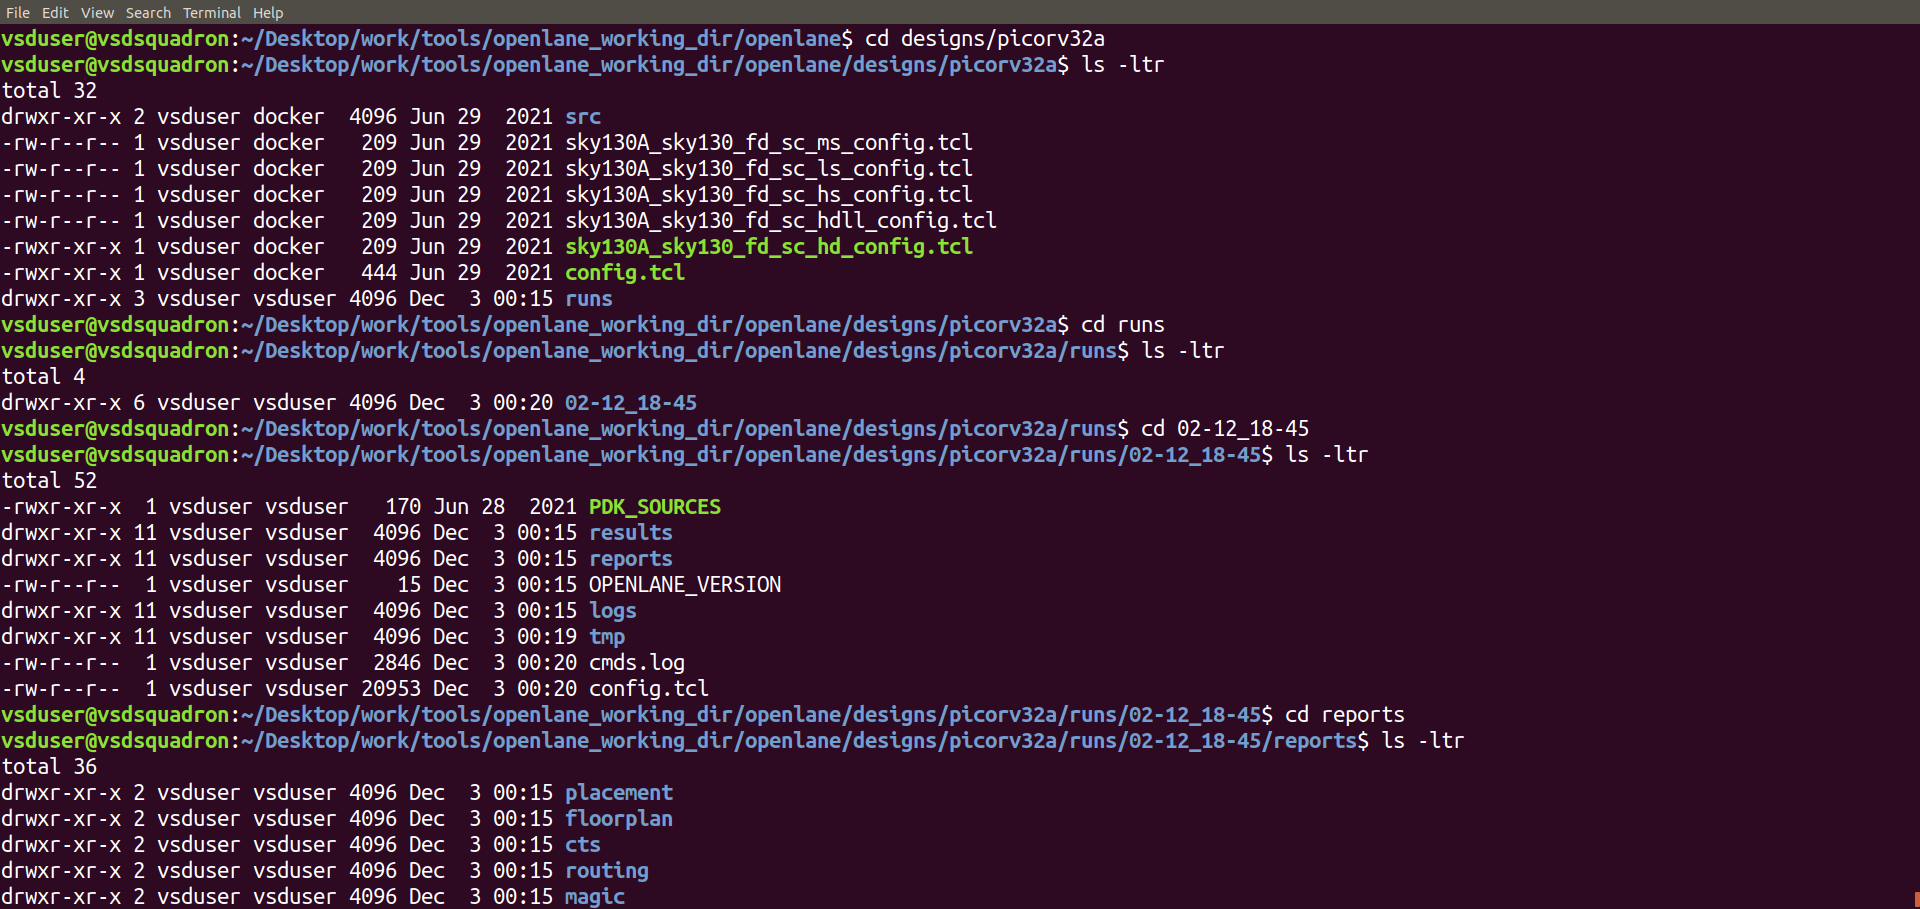 File Edit View Search Terminal Help
vsduser@vsdsquadron:~/Desktop/work/tools/openlane_working_dir/openlane$ cd designs/picorv32a
vsduser@vsdsquadron:~/Desktop/work/tools/openlane_working_dir/openlane/designs/picorv32a$ ls -ltr
total 32
drwxr-xr-x 2 vsduser docker  4096 Jun 29  2021 src
-rw-r--r-- 1 vsduser docker   209 Jun 29  2021 sky130A_sky130_fd_sc_ms_config.tcl
-rw-r--r-- 1 vsduser docker   209 Jun 29  2021 sky130A_sky130_fd_sc_ls_config.tcl
-rw-r--r-- 1 vsduser docker   209 Jun 29  2021 sky130A_sky130_fd_sc_hs_config.tcl
-rw-r--r-- 1 vsduser docker   209 Jun 29  2021 sky130A_sky130_fd_sc_hdll_config.tcl
-rwxr-xr-x 1 vsduser docker   209 Jun 29  2021 sky130A_sky130_fd_sc_hd_config.tcl
-rwxr-xr-x 1 vsduser docker   444 Jun 29  2021 config.tcl
drwxr-xr-x 3 vsduser vsduser 4096 Dec  3 00:15 runs
vsduser@vsdsquadron:~/Desktop/work/tools/openlane_working_dir/openlane/designs/picorv32a$ cd runs
vsduser@vsdsquadron:~/Desktop/work/tools/openlane_working_dir/openlane/designs/picorv32a/runs$ ls -ltr
total 4
drwxr-xr-x 6 vsduser vsduser 4096 Dec  3 00:20 02-12_18-45
vsduser@vsdsquadron:~/Desktop/work/tools/openlane_working_dir/openlane/designs/picorv32a/runs$ cd 02-12_18-45
vsduser@vsdsquadron:~/Desktop/work/tools/openlane_working_dir/openlane/designs/picorv32a/runs/02-12_18-45$ ls -ltr
total 52
-rwxr-xr-x  1 vsduser vsduser   170 Jun 28  2021 PDK_SOURCES
drwxr-xr-x 11 vsduser vsduser  4096 Dec  3 00:15 results
drwxr-xr-x 11 vsduser vsduser  4096 Dec  3 00:15 reports
-rw-r--r--  1 vsduser vsduser    15 Dec  3 00:15 OPENLANE_VERSION
drwxr-xr-x 11 vsduser vsduser  4096 Dec  3 00:15 logs
drwxr-xr-x 11 vsduser vsduser  4096 Dec  3 00:19 tmp
-rw-r--r--  1 vsduser vsduser  2846 Dec  3 00:20 cmds.log
-rw-r--r--  1 vsduser vsduser 20953 Dec  3 00:20 config.tcl
vsduser@vsdsquadron:~/Desktop/work/tools/openlane_working_dir/openlane/designs/picorv32a/runs/02-12_18-45$ cd reports
vsduser@vsdsquadron:~/Desktop/work/tools/openlane_working_dir/openlane/designs/picorv32a/runs/02-12_18-45/reports$ ls -ltr
total 36
drwxr-xr-x 2 vsduser vsduser 4096 Dec  3 00:15 placement
drwxr-xr-x 2 vsduser vsduser 4096 Dec  3 00:15 floorplan
drwxr-xr-x 2 vsduser vsduser 4096 Dec  3 00:15 cts
drwxr-xr-x 2 vsduser vsduser 4096 Dec  3 00:15 routing
drwxr-xr-x 2 vsduser vsduser 4096 Dec  3 00:15 magic